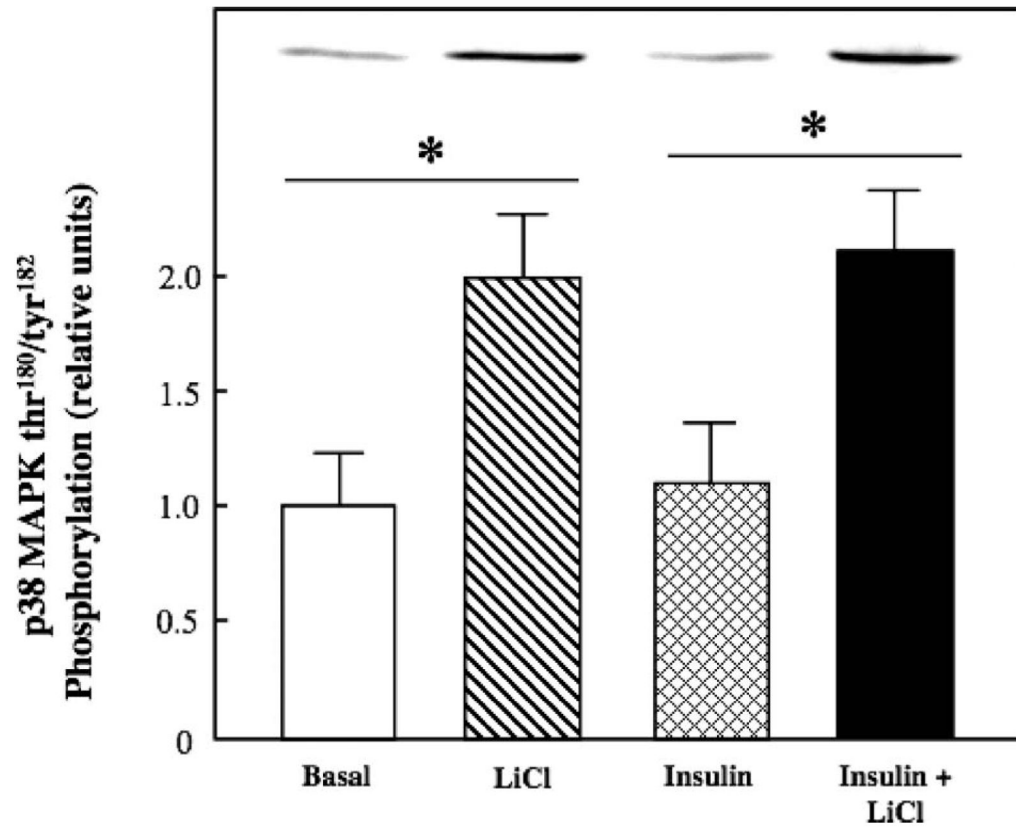 *
*
p38 MAPK thr¹⁸⁰/tyr¹⁸²
Phosphorylation (relative units)
2.0
1.5
1.0
0.5
0
Basal
LiCl
Insulin
Insulin +
LiCl